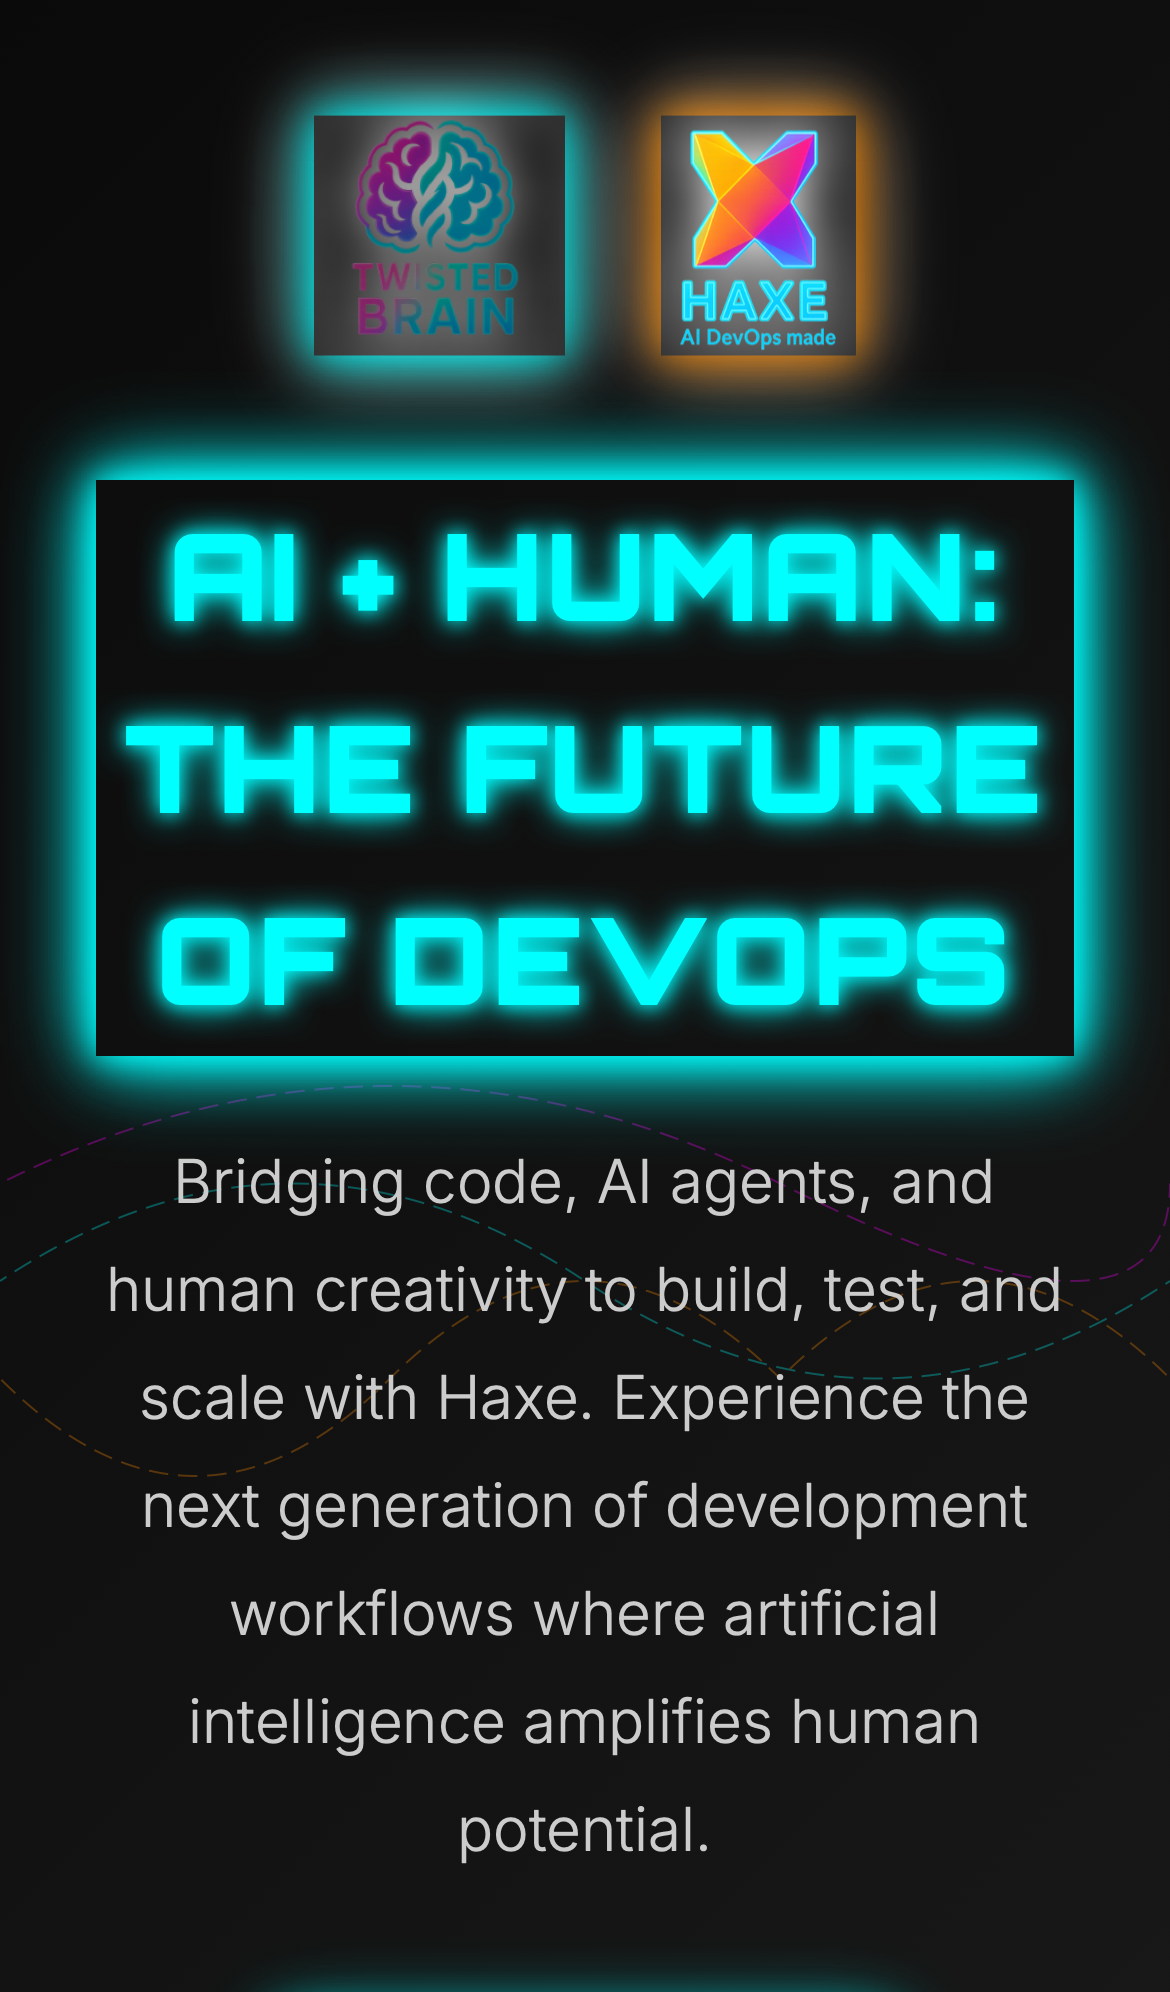 TWISTED
BRAIN
HAXE
AI DevOps made
AI + HUMAN:
THE FUTURE
OF DEVOPS
Bridging code, AI agents, and
human creativity to build, test, and
scale with Haxe. Experience the
next generation of development
workflows where artificial
intelligence amplifies human
potential.